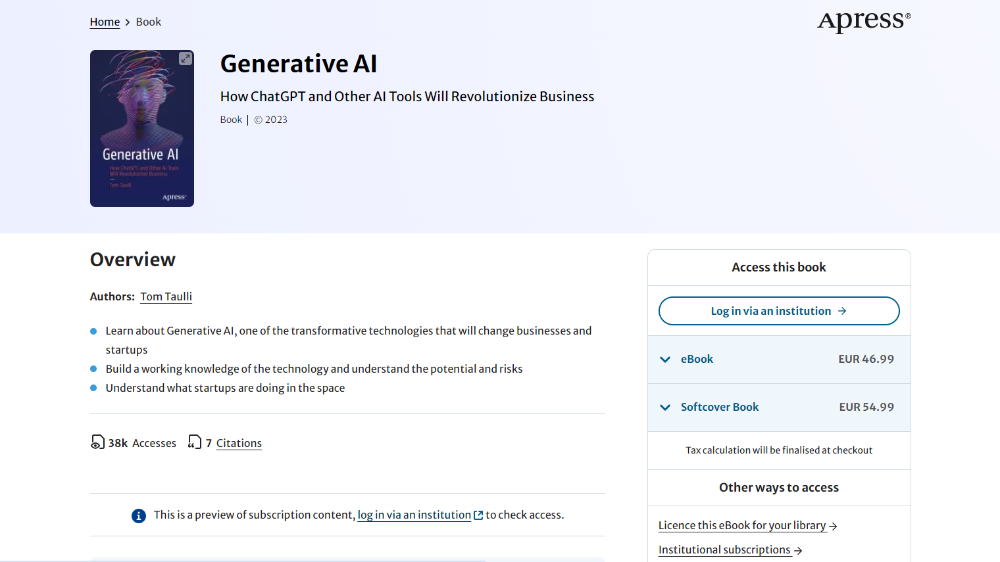 Home > Book
Apress®
Generative AI
How ChatGPT and Other AI Tools Will Revolutionize Business
Book | © 2023
Generative AI
How ChatGPT and Other AI Tools
Will Revolutionize Business
Tom Taulli
Apress®
Overview
Authors: Tom Taulli
Learn about Generative AI, one of the transformative technologies that will change businesses and
startups
Build a working knowledge of the technology and understand the potential and risks
Understand what startups are doing in the space
38k Accesses 7 Citations
This is a preview of subscription content, log in via an institution to check access.
Access this book
Log in via an institution →
eBook EUR 46.99
Softcover Book EUR 54.99
Tax calculation will be finalised at checkout
Other ways to access
Licence this eBook for your library →
Institutional subscriptions →